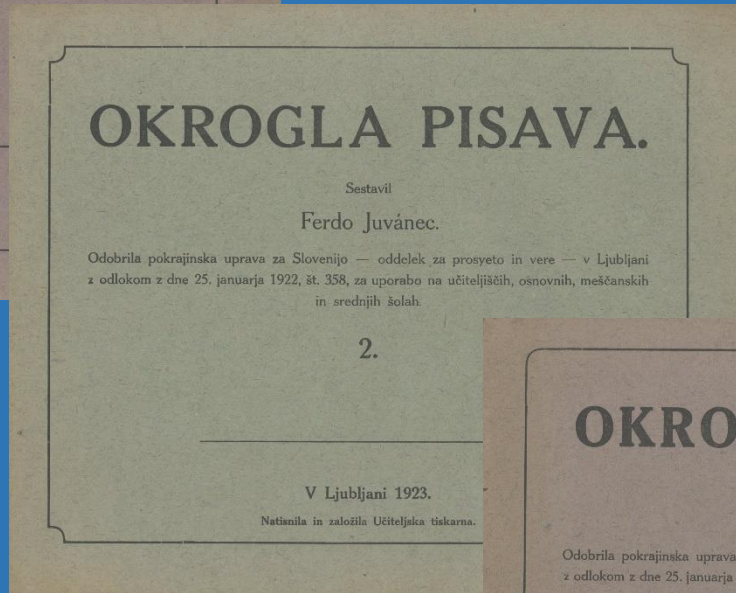 OKROGLA PISAVA.
Sestavil
Ferdo Juvánec.
Odobrila pokrajinska uprava za Slovenijo — oddelek za prosveto in vere — v Ljubljani
z odlokom z dne 25. januarja 1922, št. 358, za uporabo na učiteljiščih, osnovnih, meščanskih
in srednjih šolah.
2.
V Ljubljani 1923.
Natisnila in založila Učiteljska tiskarna.
OKRO
Odobrila pokrajinska uprava
z odlokom z dne 25. januarja